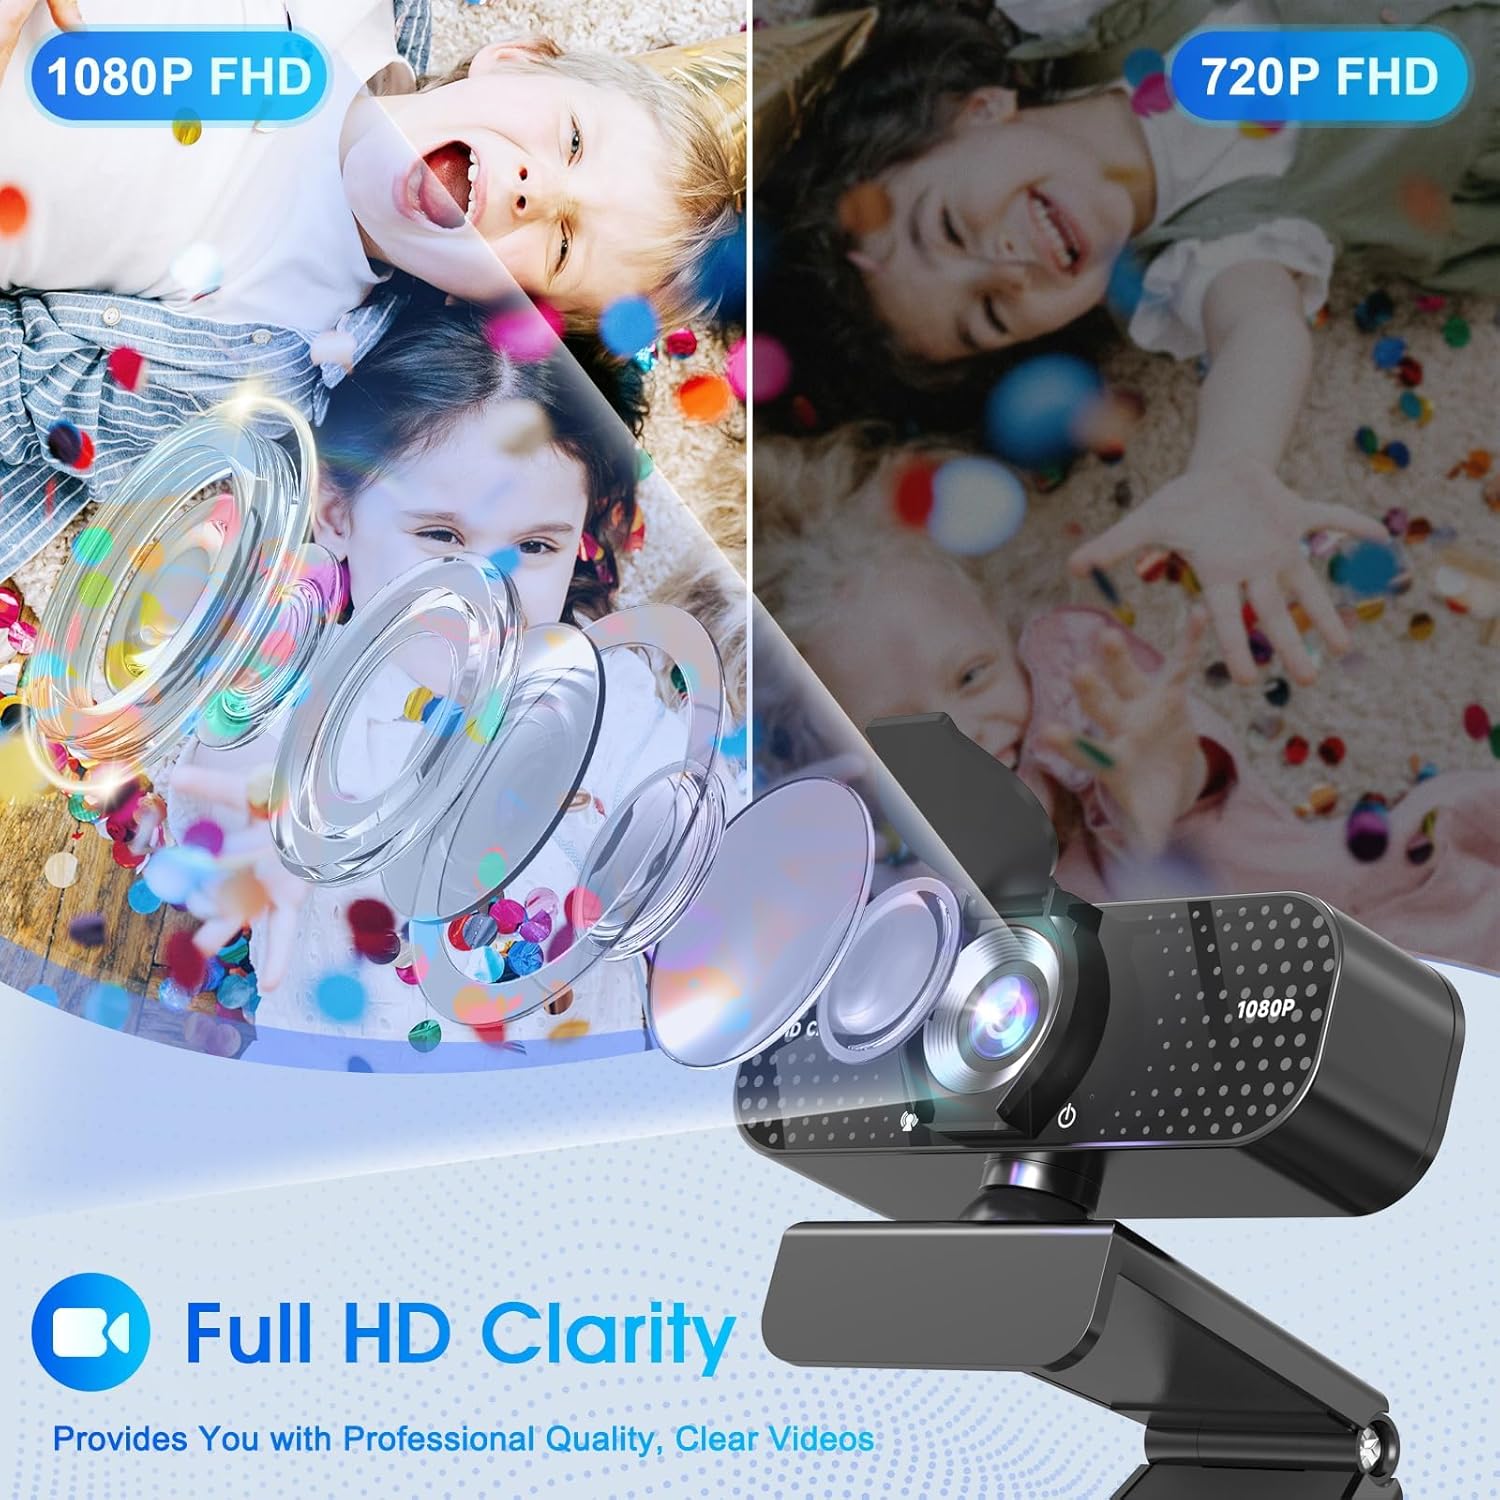 1080P FHD
720P FHD
1080P
Full HD Clarity
Provides You with Professional Quality, Clear Videos